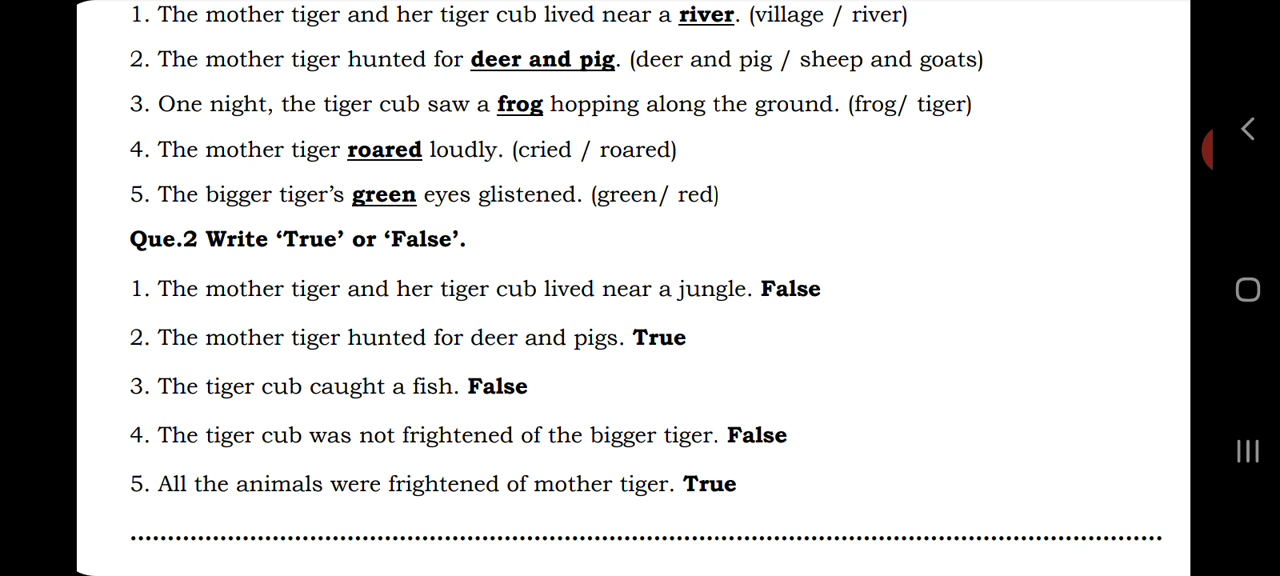 1. The mother tiger and her tiger cub lived near a river. (village / river)
2. The mother tiger hunted for deer and pig. (deer and pig / sheep and goats)
3. One night, the tiger cub saw a frog hopping along the ground. (frog/ tiger)
4. The mother tiger roared loudly. (cried / roared)
5. The bigger tiger’s green eyes glistened. (green/ red)
Que.2 Write ‘True’ or ‘False’.
1. The mother tiger and her tiger cub lived near a jungle. False
2. The mother tiger hunted for deer and pigs. True
3. The tiger cub caught a fish. False
4. The tiger cub was not frightened of the bigger tiger. False
5. All the animals were frightened of mother tiger. True